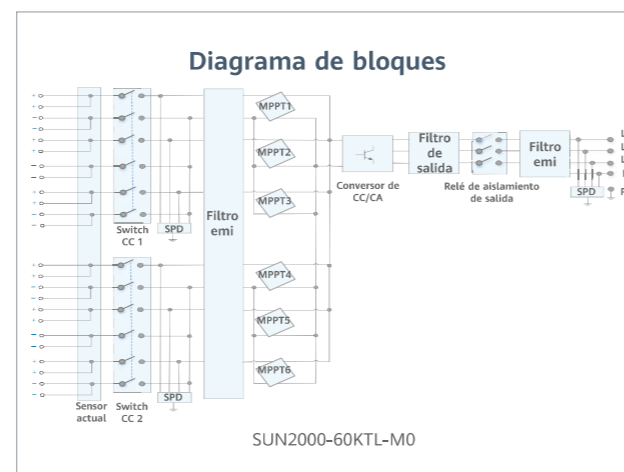 Diagrama de bloques
MPPT1
MPPT2
MPPT3
MPPT4
MPPT5
MPPT6
Switch
CC 1
SPD
Filtro
emi
Conversor de
CC/CA
Filtro
de
salida
Relé de aislamiento
de salida
Filtro
emi
SPD
L
L
L
Sensor
actual
Switch
CC 2
SPD
SUN2000-60KTL-M0